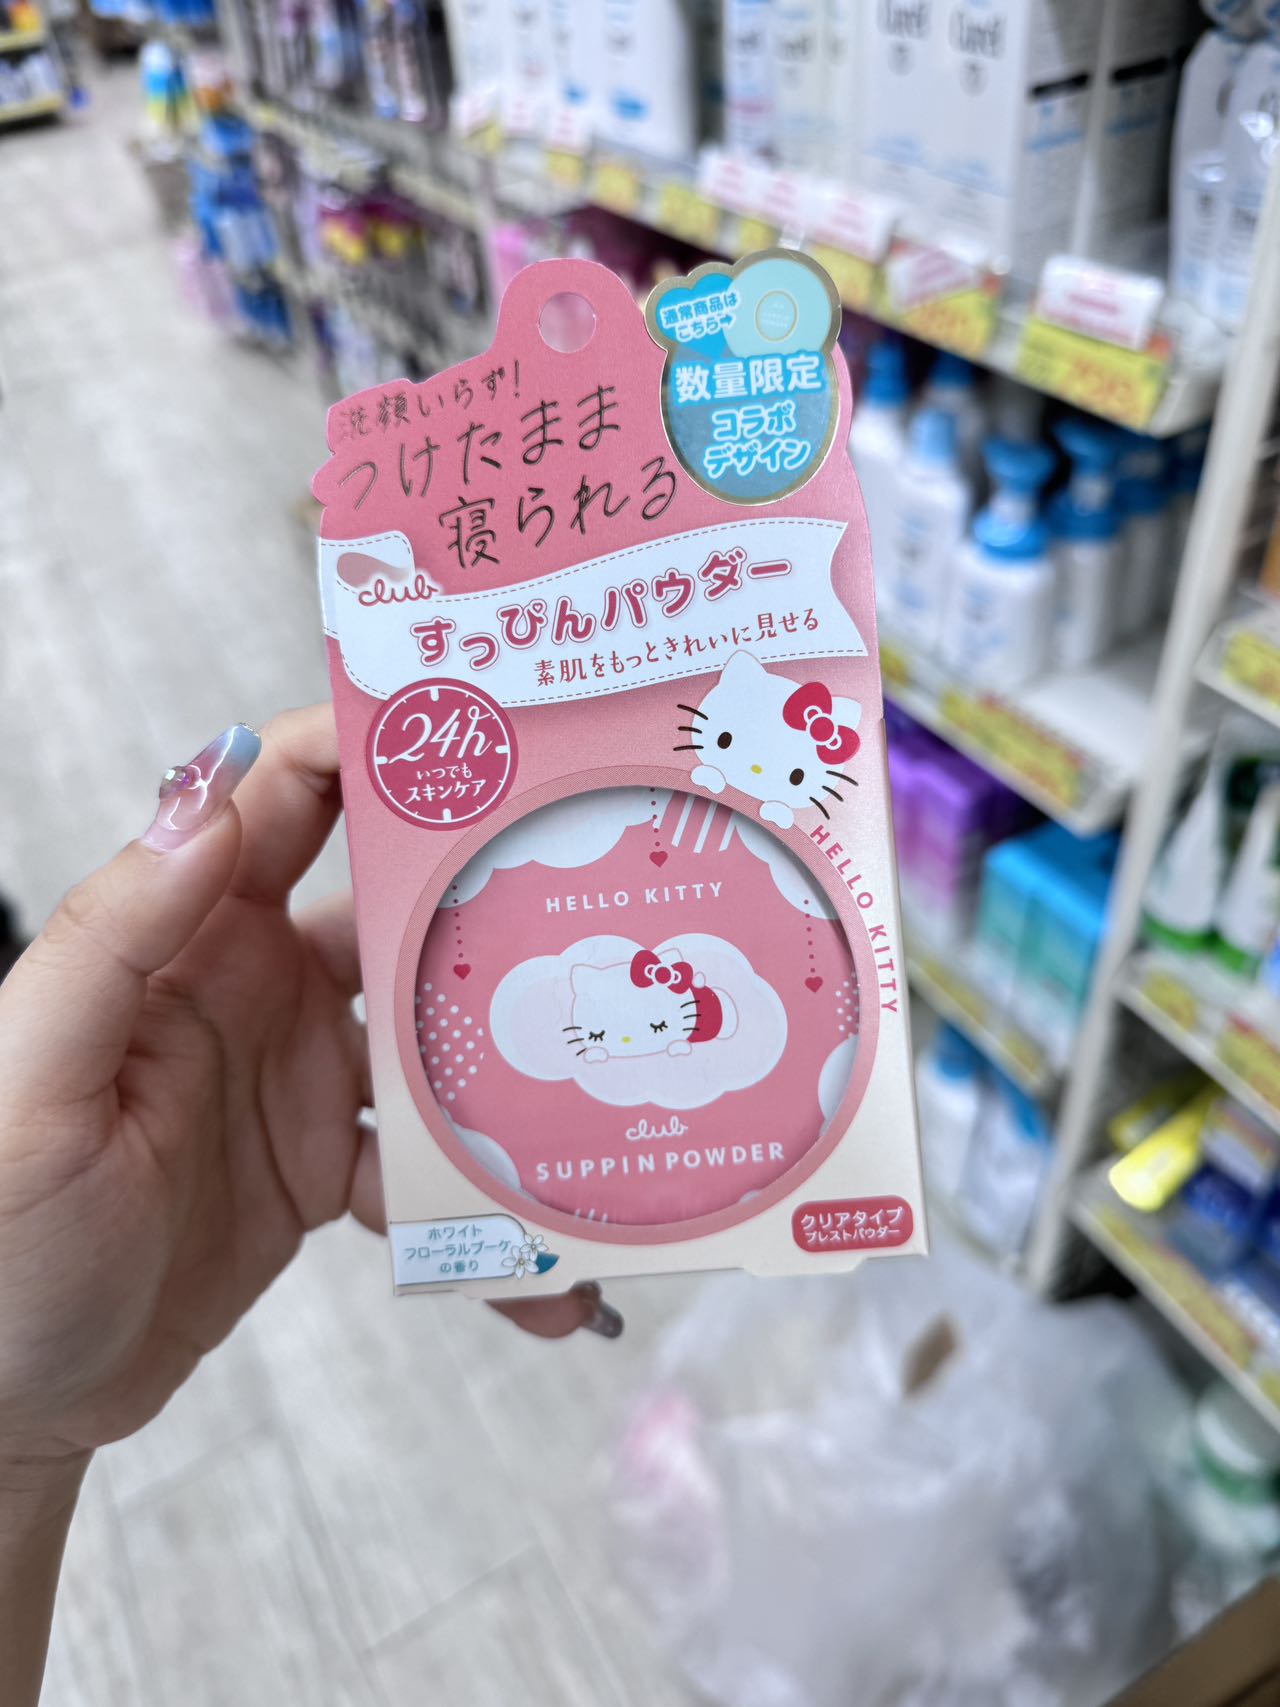 Curél
Curél
通常商品は
こちら→
数量限定
コラボ
デザイン
洗顔いらず!
つけたまま
寝られる
club
すっぴんパウダー
素肌をもっときれいに見せる
24h
いつでも
スキンケア
HELLO KITTY
HELLO KITTY
club
SUPPIN POWDER
ホワイト
フローラルブーケ
の香り
クリアタイプ
プレストパウダー